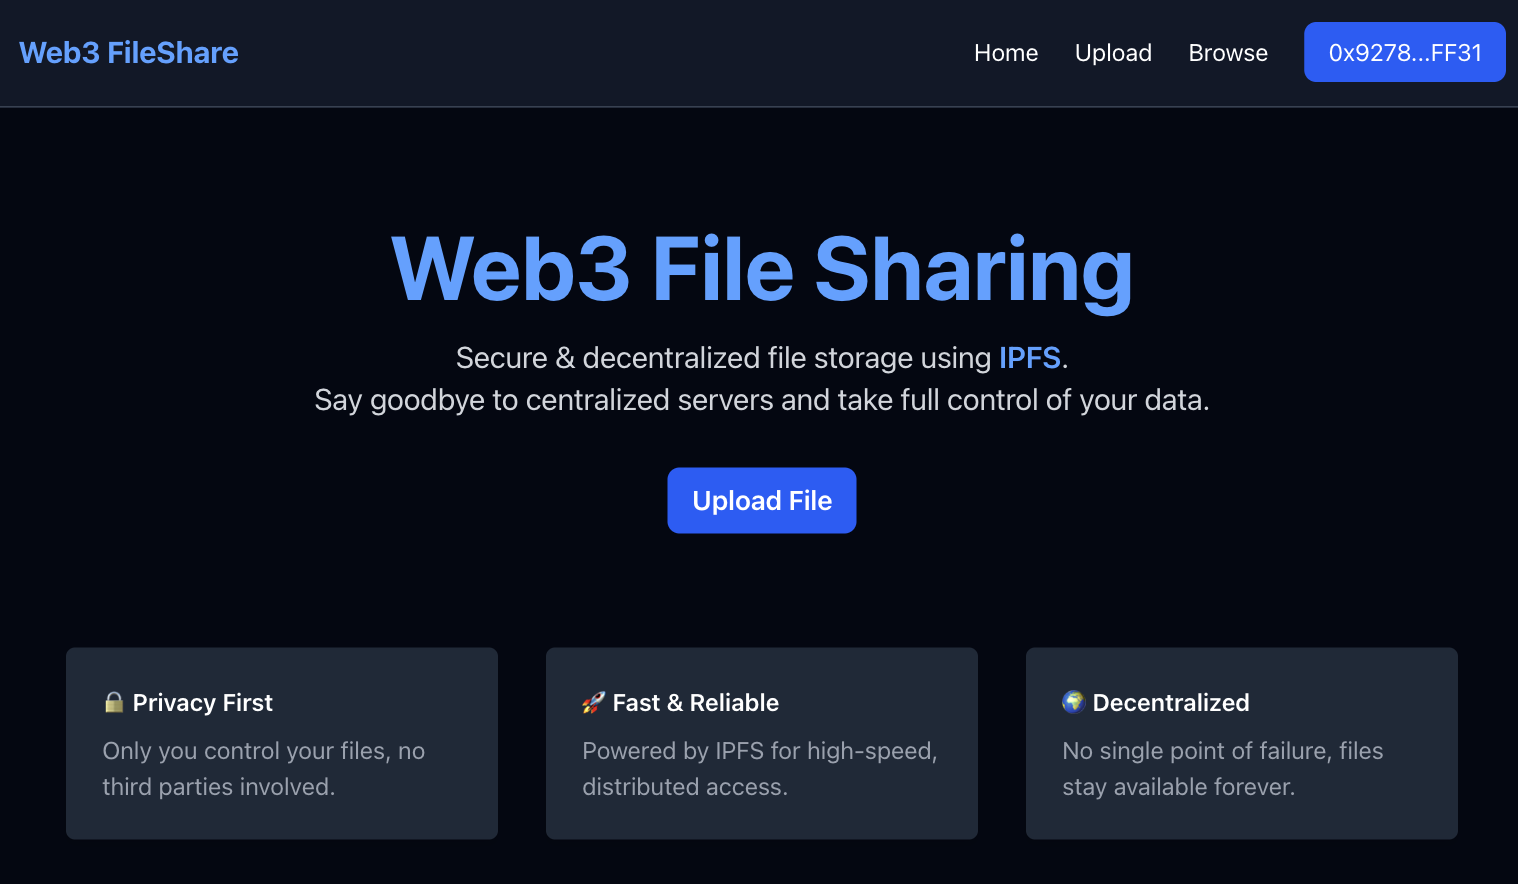 Web3 FileShare
Home
Upload
Browse
0x9278...FF31
Web3 File Sharing
Secure & decentralized file storage using IPFS.
Say goodbye to centralized servers and take full control of your data.
Upload File
🔒 Privacy First
Only you control your files, no
third parties involved.
🚀 Fast & Reliable
Powered by IPFS for high-speed,
distributed access.
🌍 Decentralized
No single point of failure, files
stay available forever.